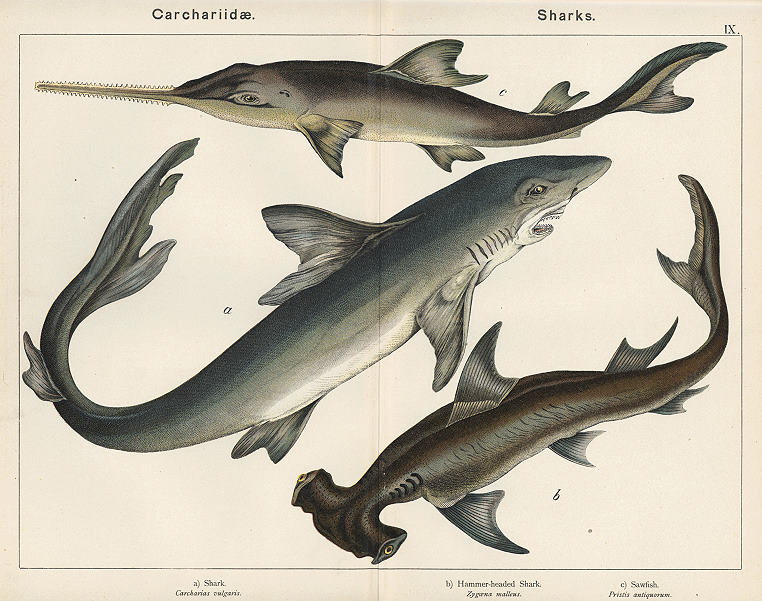 Carchariidæ. Sharks.
IX.
c
a
b
a) Shark. b) Hammer-headed Shark. c) Sawfish.
Carcharias vulgaris. Zygæna malleus. Pristis antiquorum.